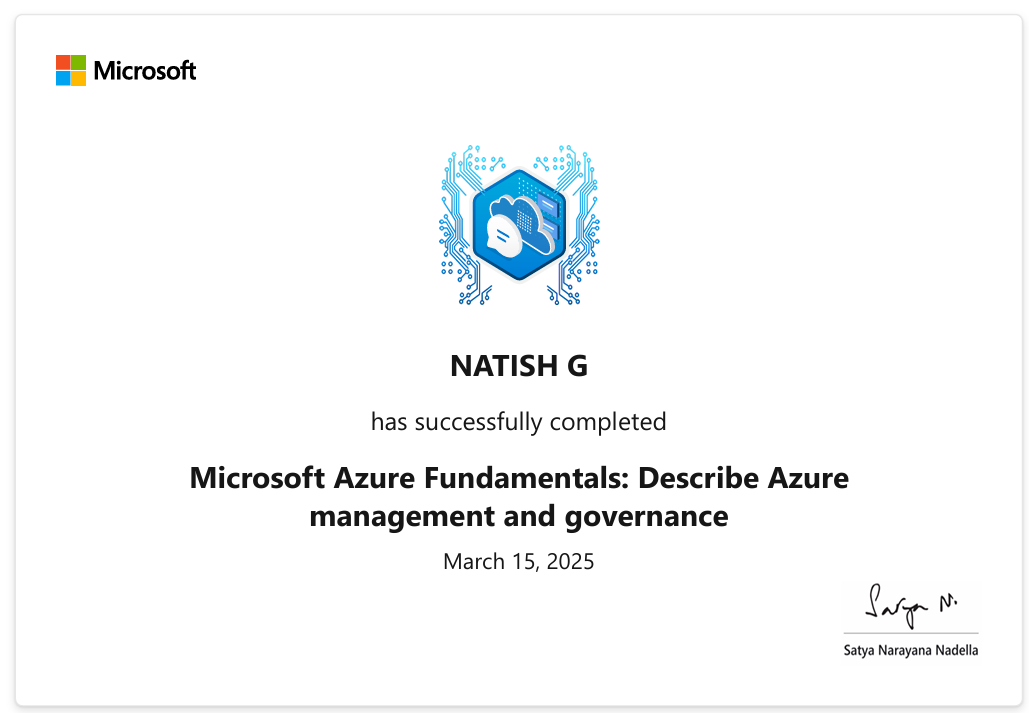 Microsoft
NATISH G
has successfully completed
Microsoft Azure Fundamentals: Describe Azure
management and governance
March 15, 2025
Satya N.
Satya Narayana Nadella